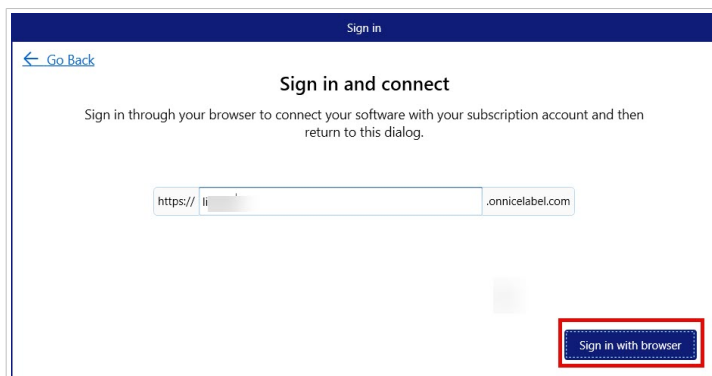 Sign in
← Go Back
Sign in and connect
Sign in through your browser to connect your software with your subscription account and then
return to this dialog.
https:// li .onnicelabel.com
Sign in with browser